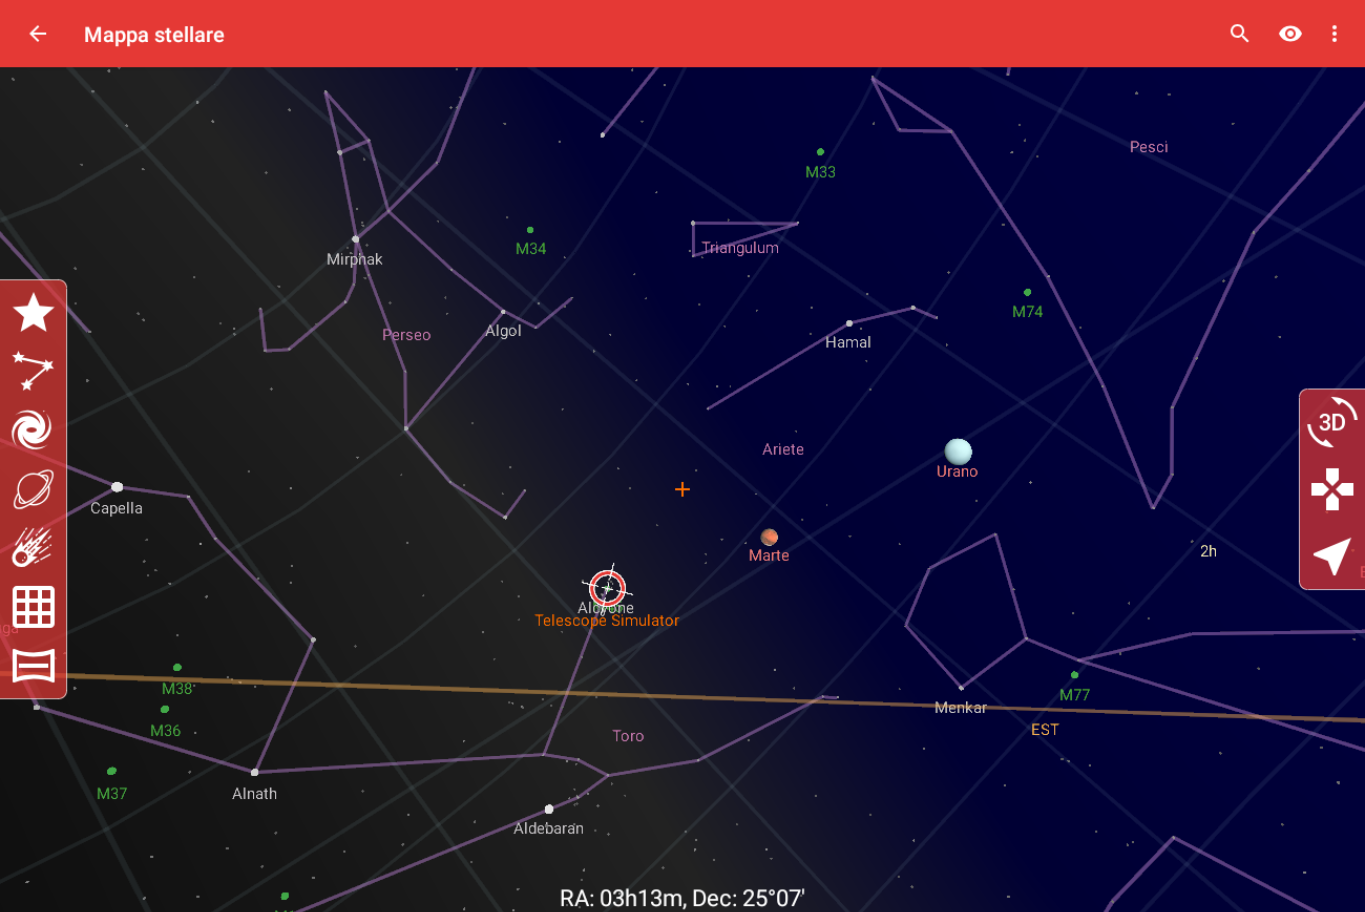 Mappa stellare
Pesci
M33
M34
Triangulum
Mirphak
M74
Algol
Perseo
Hamal
3D
Ariete
Urano
Capella
Marte
2h
Alcyone
Telescope Simulator
M38
M77
Menkar
M36
EST
Toro
M37
Alnath
Aldebaran
RA: 03h13m, Dec: 25°07'